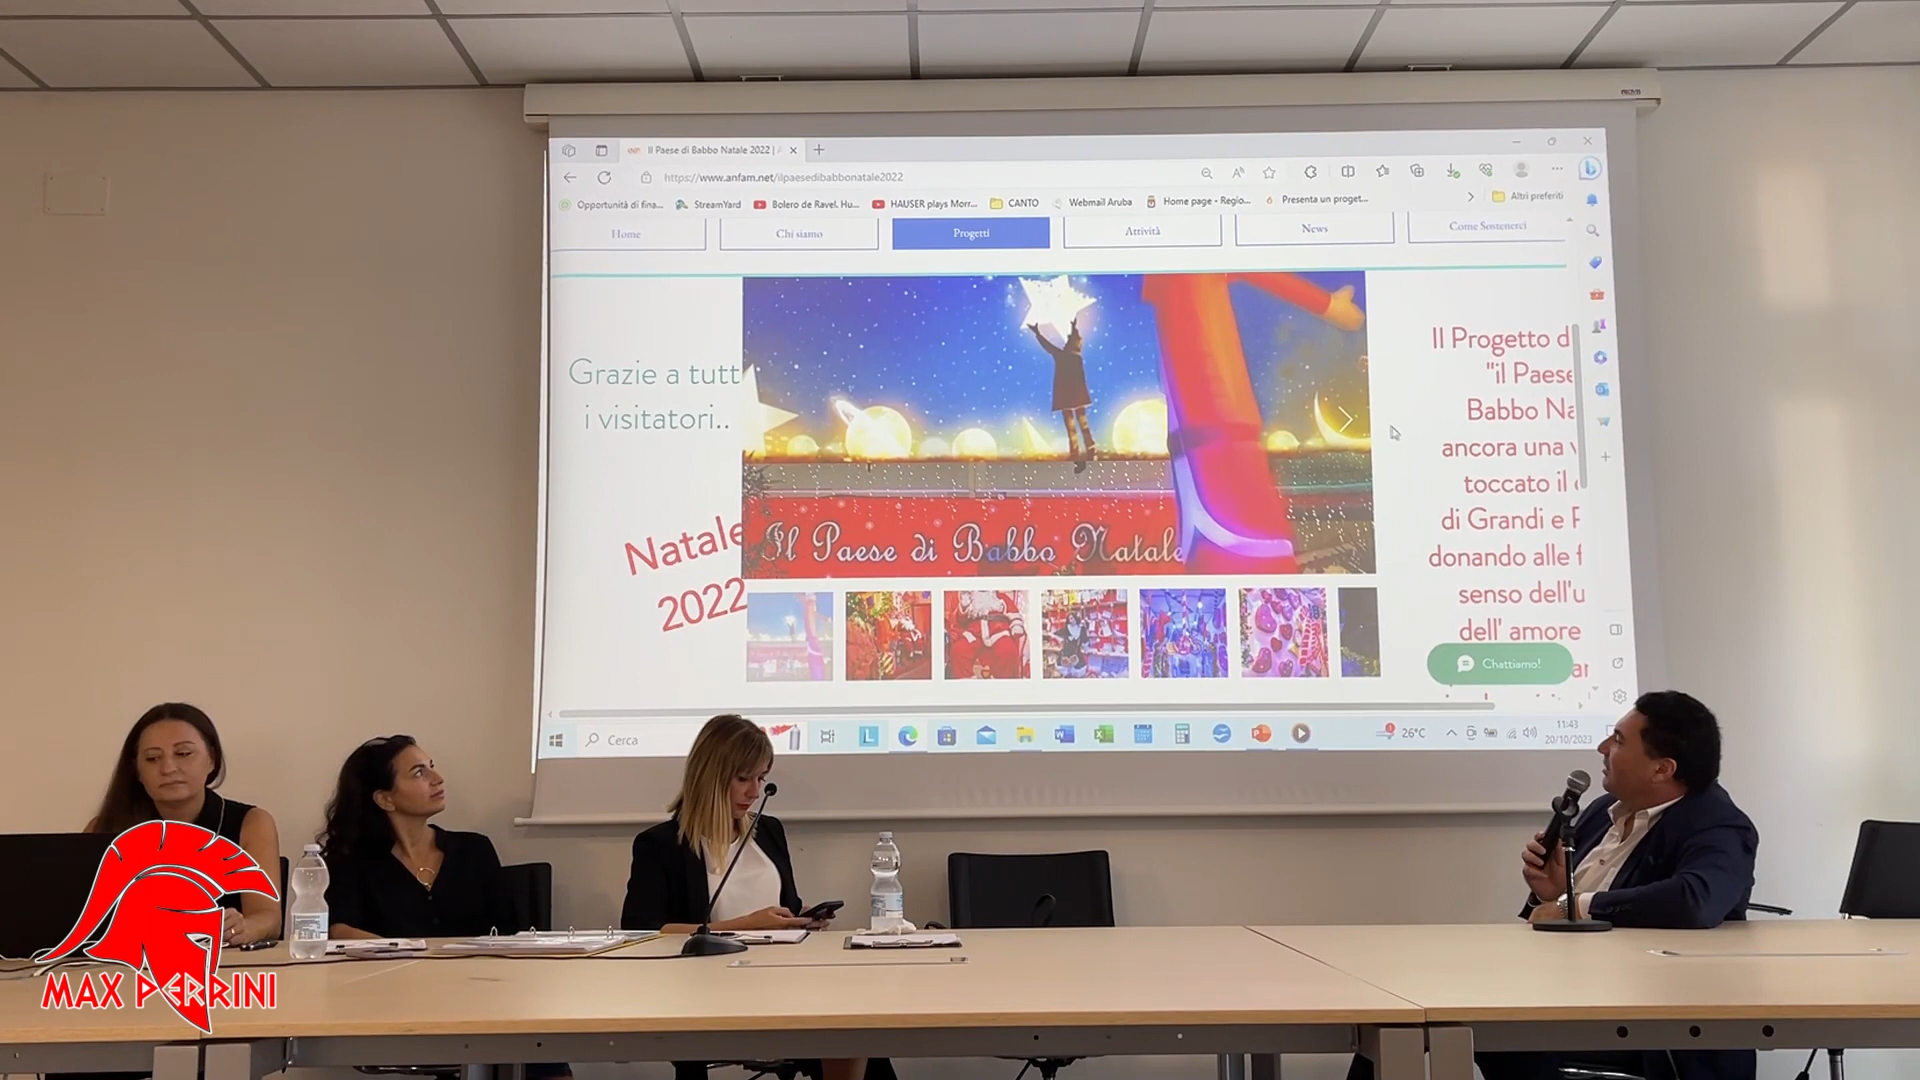 Il Paese di Babbo Natale 2022 |
https://www.anfam.net/ilpaesedibabbonatale2022
Opportunità di fina... StreamYard Bolero de Ravel. Hu... HAUSER plays Morr... CANTO Webmail Aruba Home page - Regio... Presenta un proget... Altri preferiti
Home Chi siamo Progetti Attività News Come Sostenerci
Grazie a tutt
i visitatori..
Natale
2022
Il Paese di Babbo Natale
Il Progetto d
"il Paese
Babbo Na
ancora una v
toccato il
di Grandi e P
donando alle f
senso dell'u
dell' amore
Chattiamo!
Cerca
26°C
11:43
20/10/2023
MAX PERRINI